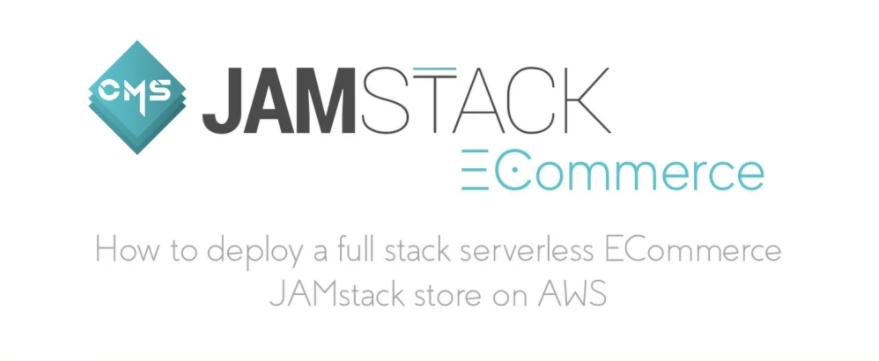 CMS
JAMSTACK
ECommerce
How to deploy a full stack serverless ECommerce
JAMstack store on AWS